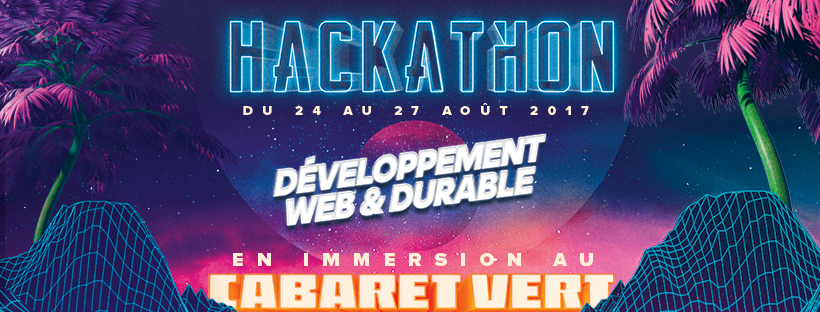 HACKATHON
DU 24 AU 27 AOÛT 2017
DÉVELOPPEMENT
WEB & DURABLE
EN IMMERSION AU
CABARET VERT